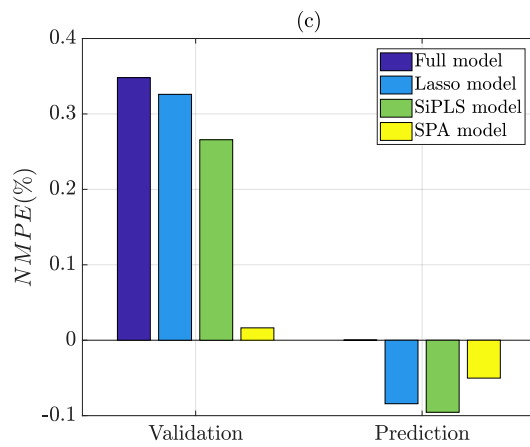 (c)
0.4
0.3
0.2
0.1
0
-0.1
NMPE(%)
Full model
Lasso model
SiPLS model
SPA model
Validation
Prediction